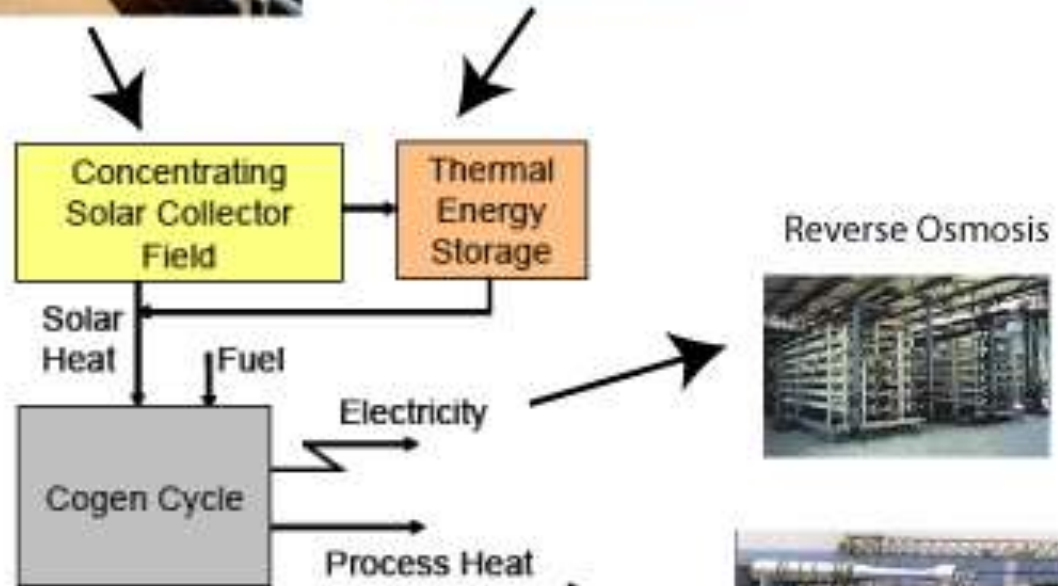 Concentrating
Solar Collector
Field
Thermal
Energy
Storage
Reverse Osmosis
Solar
Heat
Fuel
Electricity
Cogen Cycle
Process Heat